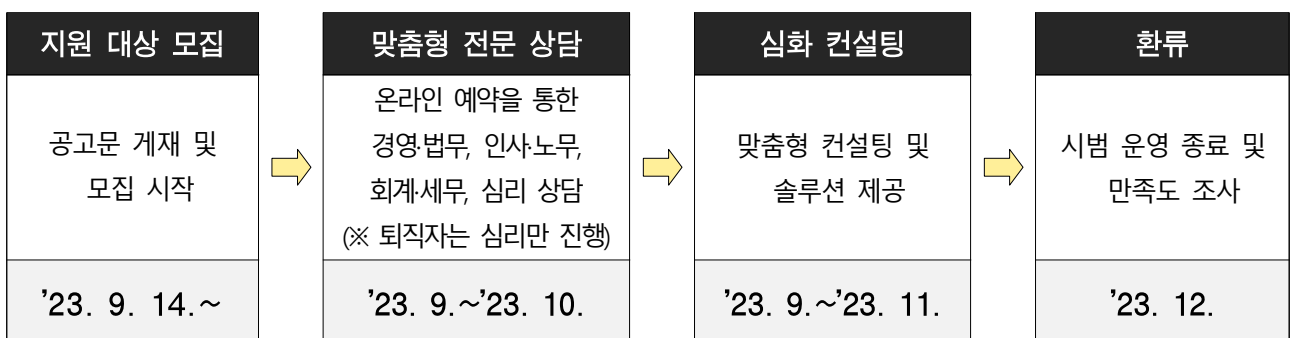 지원 대상 모집
공고문 게재 및
모집 시작
’23. 9. 14.~
맞춤형 전문 상담
온라인 예약을 통한
경영·법무, 인사·노무,
회계·세무, 심리 상담
(※ 퇴직자는 심리만 진행)
’23. 9.~’23. 10.
심화 컨설팅
맞춤형 컨설팅 및
솔루션 제공
’23. 9.~’23. 11.
환류
시범 운영 종료 및
만족도 조사
’23. 12.